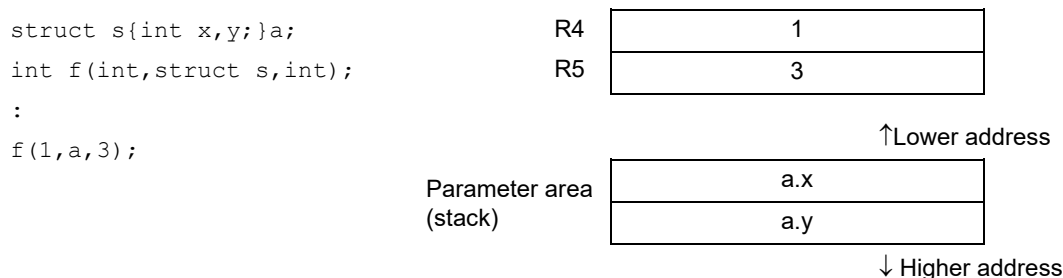 struct s{int x,y;}a;
int f(int,struct s,int);
:
f(1,a,3);
R4 1
R5 3
↑Lower address
Parameter area
(stack)
a.x
a.y
↓ Higher address